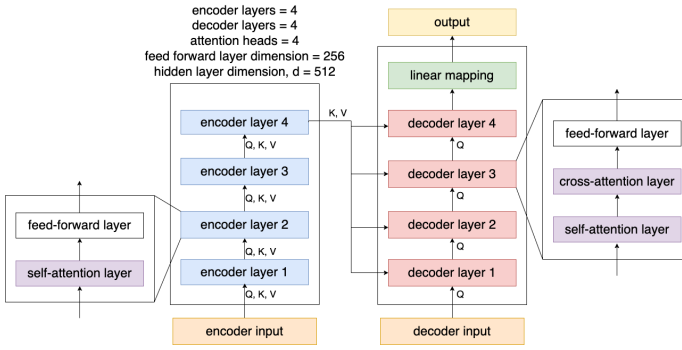 encoder layers = 4
decoder layers = 4
attention heads = 4
feed forward layer dimension = 256
hidden layer dimension, d = 512
output
linear mapping
encoder layer 4
K, V
decoder layer 4
feed-forward layer
Q, K, V
Q
encoder layer 3
decoder layer 3
cross-attention layer
Q, K, V
Q
feed-forward layer
encoder layer 2
decoder layer 2
self-attention layer
Q, K, V
Q
self-attention layer
encoder layer 1
decoder layer 1
Q, K, V
Q
encoder input
decoder input